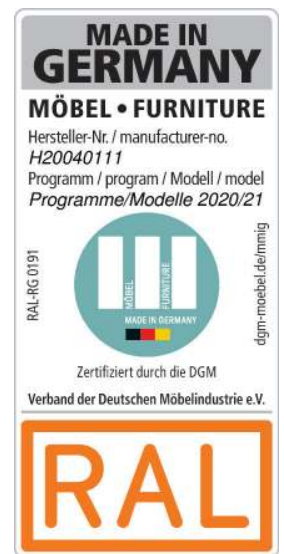 MADE IN
GERMANY
MÖBEL • FURNITURE
Hersteller-Nr. / manufacturer-no.
H20040111
Programm / program / Modell / model
Programme/Modelle 2020/21
RAL-RG 0191
MÖBEL
FURNITURE
MADE IN GERMANY
dgm-moebel.de/mmig
Zertifiziert durch die DGM
Verband der Deutschen Möbelindustrie e.V.
RAL